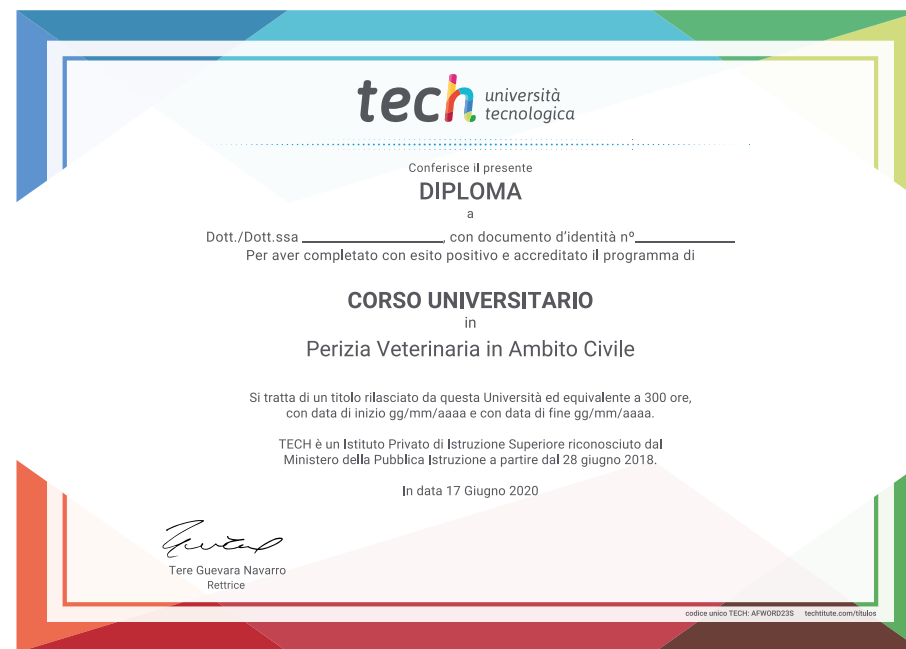 tech università
tecnologica
Conferisce il presente
DIPLOMA
a
Dott./Dott.ssa ________________, con documento d'identità nº____________
Per aver completato con esito positivo e accreditato il programma di
CORSO UNIVERSITARIO
in
Perizia Veterinaria in Ambito Civile
Si tratta di un titolo rilasciato da questa Università ed equivalente a 300 ore,
con data di inizio gg/mm/aaaa e con data di fine gg/mm/aaaa.
TECH è un Istituto Privato di Istruzione Superiore riconosciuto dal
Ministero della Pubblica Istruzione a partire dal 28 giugno 2018.
In data 17 Giugno 2020
Tere Guevara Navarro
Rettrice
codice unico TECH: AFWORD23S techtitute.com/títulos